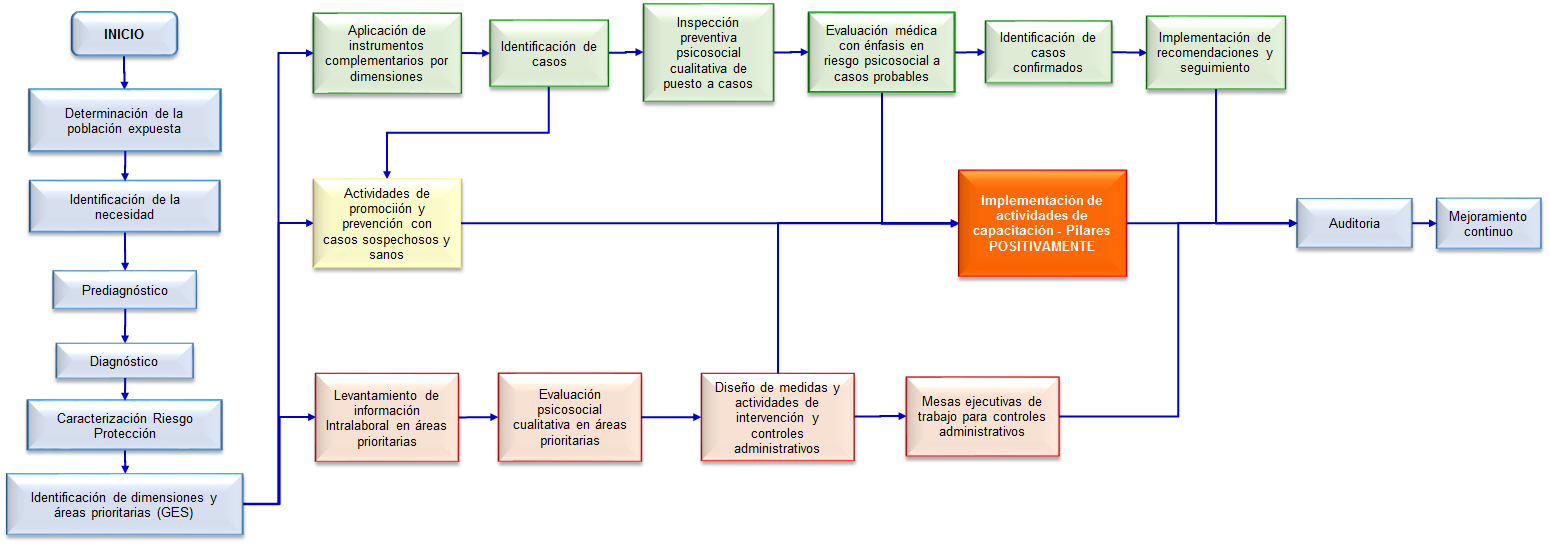 INICIO
Determinación de la
población expuesta
Identificación de la
necesidad
Prediagnóstico
Diagnóstico
Caracterización Riesgo
Protección
Identificación de dimensiones y
áreas prioritarias (GES)
Aplicación de
instrumentos
complementarios por
dimensiones
Identificación de
casos
Inspección
preventiva
psicosocial
cualitativa de
puesto a casos
Evaluación médica
con énfasis en
riesgo psicosocial a
casos probables
Identificación de
casos
confirmados
Implementación de
recomendaciones y
seguimiento
Actividades de
promociión y
prevención con
casos sospechosos y
sanos
Implementación de
actividades de
capacitación - Pilares
POSITIVAMENTE
Auditoria
Mejoramiento
continuo
Levantamiento de
información
Intralaboral en áreas
prioritarias
Evaluación
psicosocial
cualitativa en áreas
prioritarias
Diseño de medidas y
actividades de
intervención y
controles
administrativos
Mesas ejecutivas de
trabajo para controles
administrativos